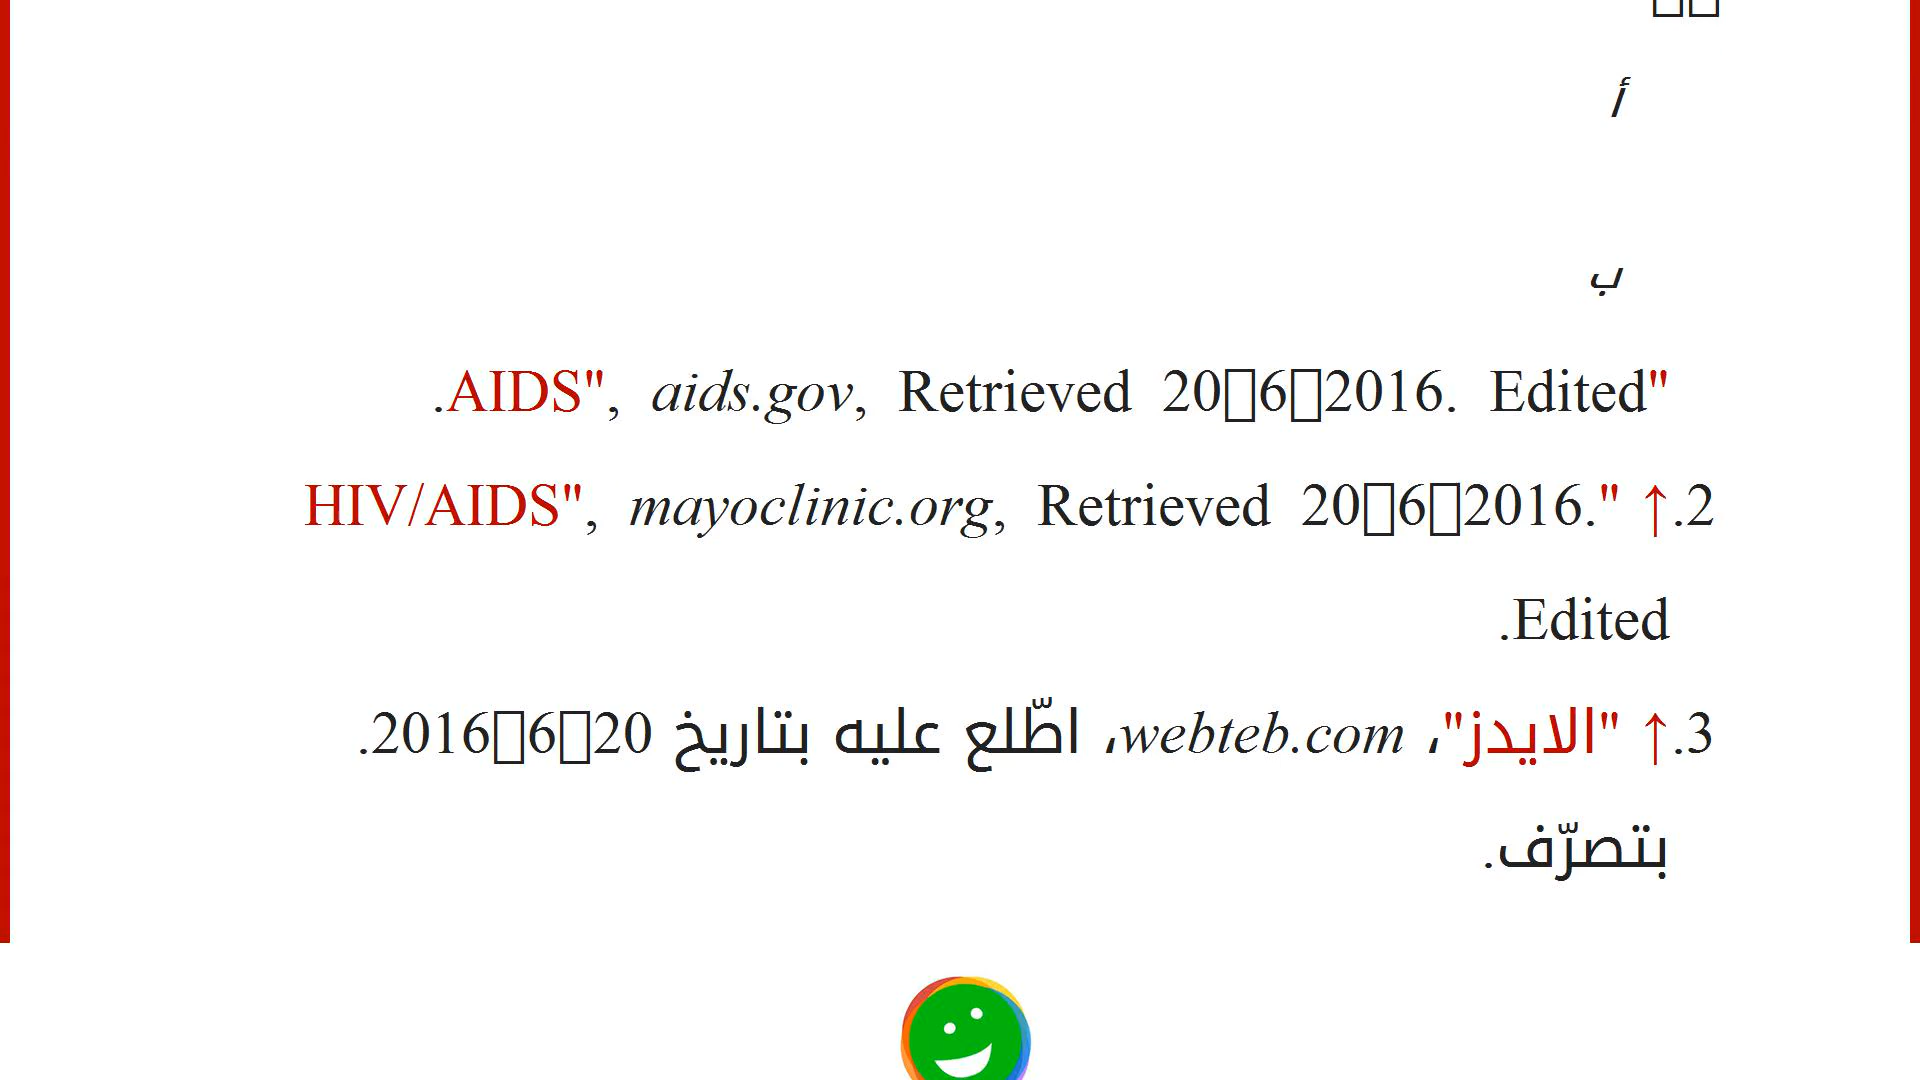 أ
ب
"AIDS", aids.gov, Retrieved 20▯6▯2016. Edited.
2. ↑ "HIV/AIDS", mayoclinic.org, Retrieved 20▯6▯2016.
Edited.
3. ↑ "الايدز"، webteb.com، اطّلع عليه بتاريخ 20▯6▯2016.
بتصرّف.